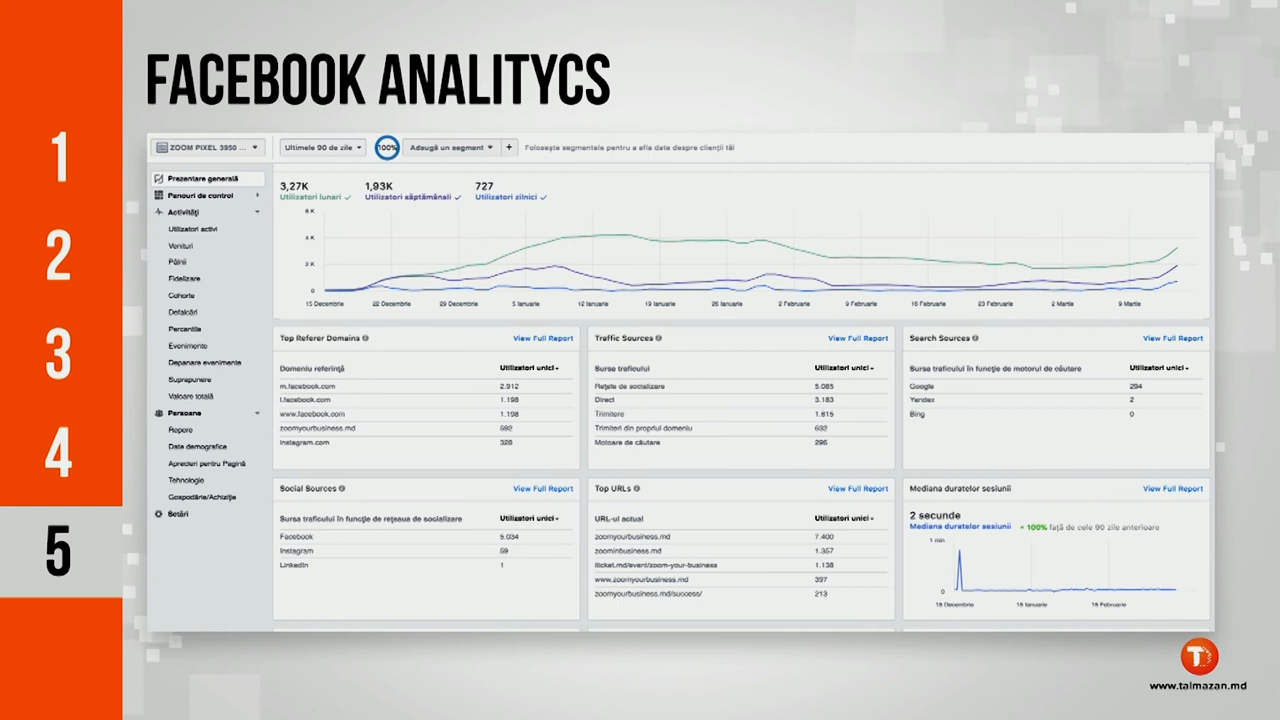 FACEBOOK ANALITYCS
1
2
3
4
5
ZOOM PIXEL 3950 ...
Ultimele 90 de zile
100%
Adaugă un segment
+
Folosește segmentele pentru a afla date despre clienții tăi
Prezentare generală
Panouri de control
Activități
Utilizatori activi
Venituri
Pâlnii
Fidelizare
Cohorte
Defalcări
Percentile
Evenimente
Depanare evenimente
Suprapunere
Valoare totală
Persoane
Repere
Date demografice
Aprecieri pentru Pagină
Tehnologie
Gospodărie/Achiziție
Setări
3,27K 1,93K 727
Utilizatori lunari Utilizatori săptămânali Utilizatori zilnici
6 K
4 K
2 K
0
15 Decembrie 22 Decembrie 29 Decembrie 5 Ianuarie 12 Ianuarie 19 Ianuarie 26 Ianuarie 2 Februarie 9 Februarie 16 Februarie 23 Februarie 2 Martie 9 Martie
Top Referer Domains View Full Report
Domeniu referință Utilizatori unici
m.facebook.com 2.912
l.facebook.com 1.198
www.facebook.com 1.198
zoomyourbusiness.md 592
instagram.com 328
Traffic Sources View Full Report
Sursa traficului Utilizatori unici
Rețele de socializare 5.085
Direct 3.183
Trimitere 1.615
Trimiteri din propriul domeniu 632
Motoare de căutare 296
Search Sources View Full Report
Sursa traficului în funcție de motorul de căutare Utilizatori unici
Google 294
Yandex 2
Bing 0
Social Sources View Full Report
Sursa traficului în funcție de rețeaua de socializare Utilizatori unici
Facebook 5.034
Instagram 59
LinkedIn 1
Top URLs View Full Report
URL-ul actual Utilizatori unici
zoomyourbusiness.md 7.400
zoominbusiness.md 1.357
iticket.md/event/zoom-your-business 1.138
www.zoomyourbusiness.md 397
zoomyourbusiness.md/success/ 213
Mediana duratelor sesiunii View Full Report
2 secunde
Mediana duratelor sesiunii + 100% față de cele 90 zile anterioare
1 min
0
15 Decembrie 15 Ianuarie 15 Februarie
T
www.talmazan.md